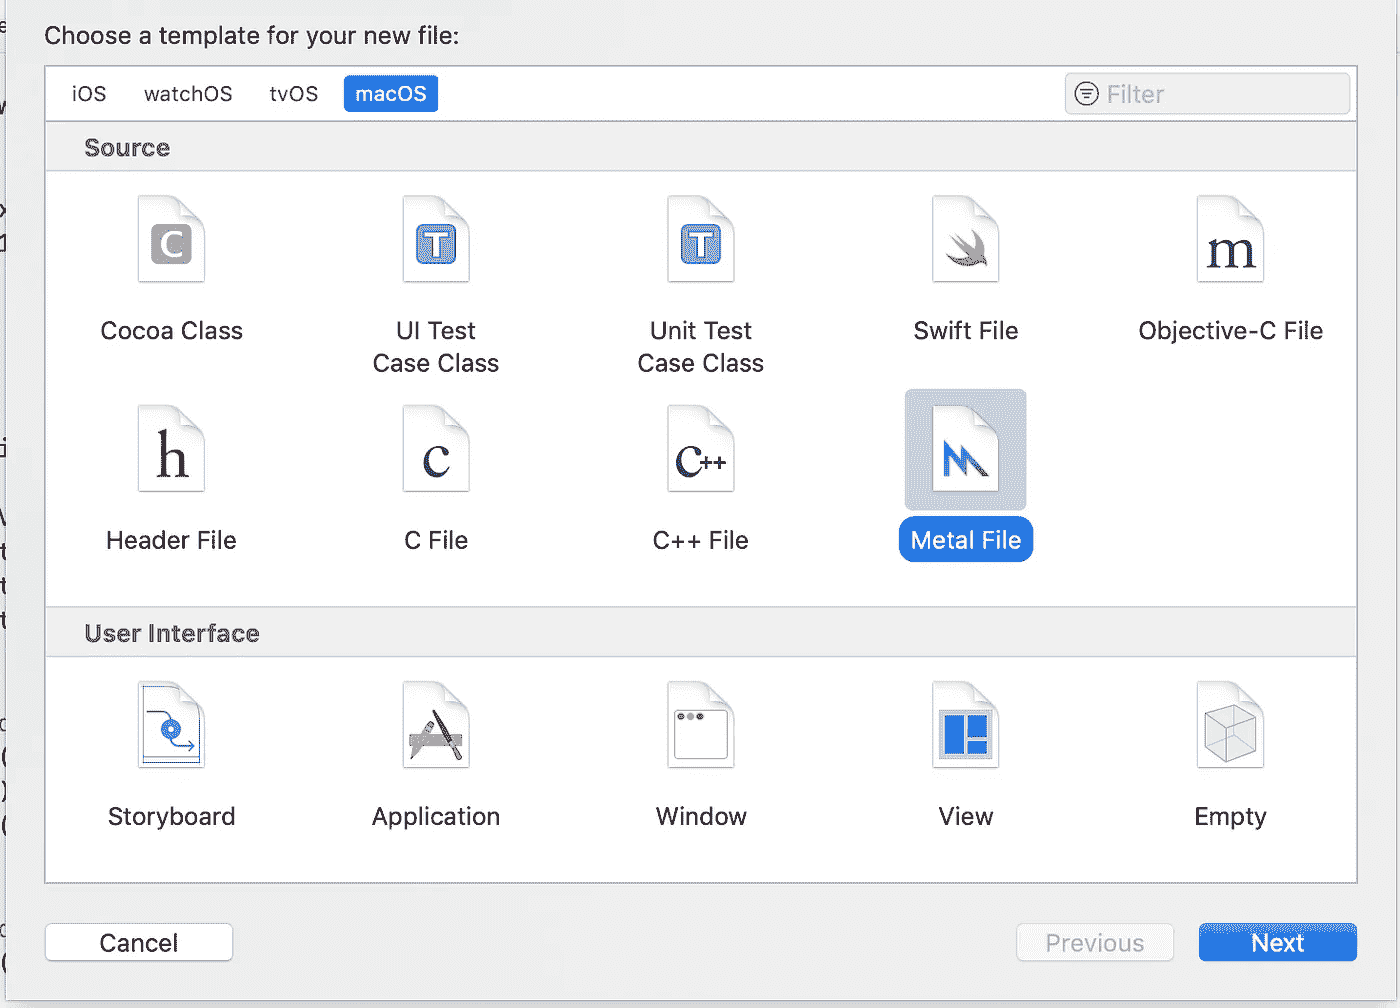 Choose a template for your new file:
iOS watchOS tvOS macOS Filter
Source
C T T m
Cocoa Class UI Test Case Class Unit Test Case Class Swift File Objective-C File
h c C++
Header File C File C++ File Metal File
User Interface
Storyboard Application Window View Empty
Cancel Previous Next